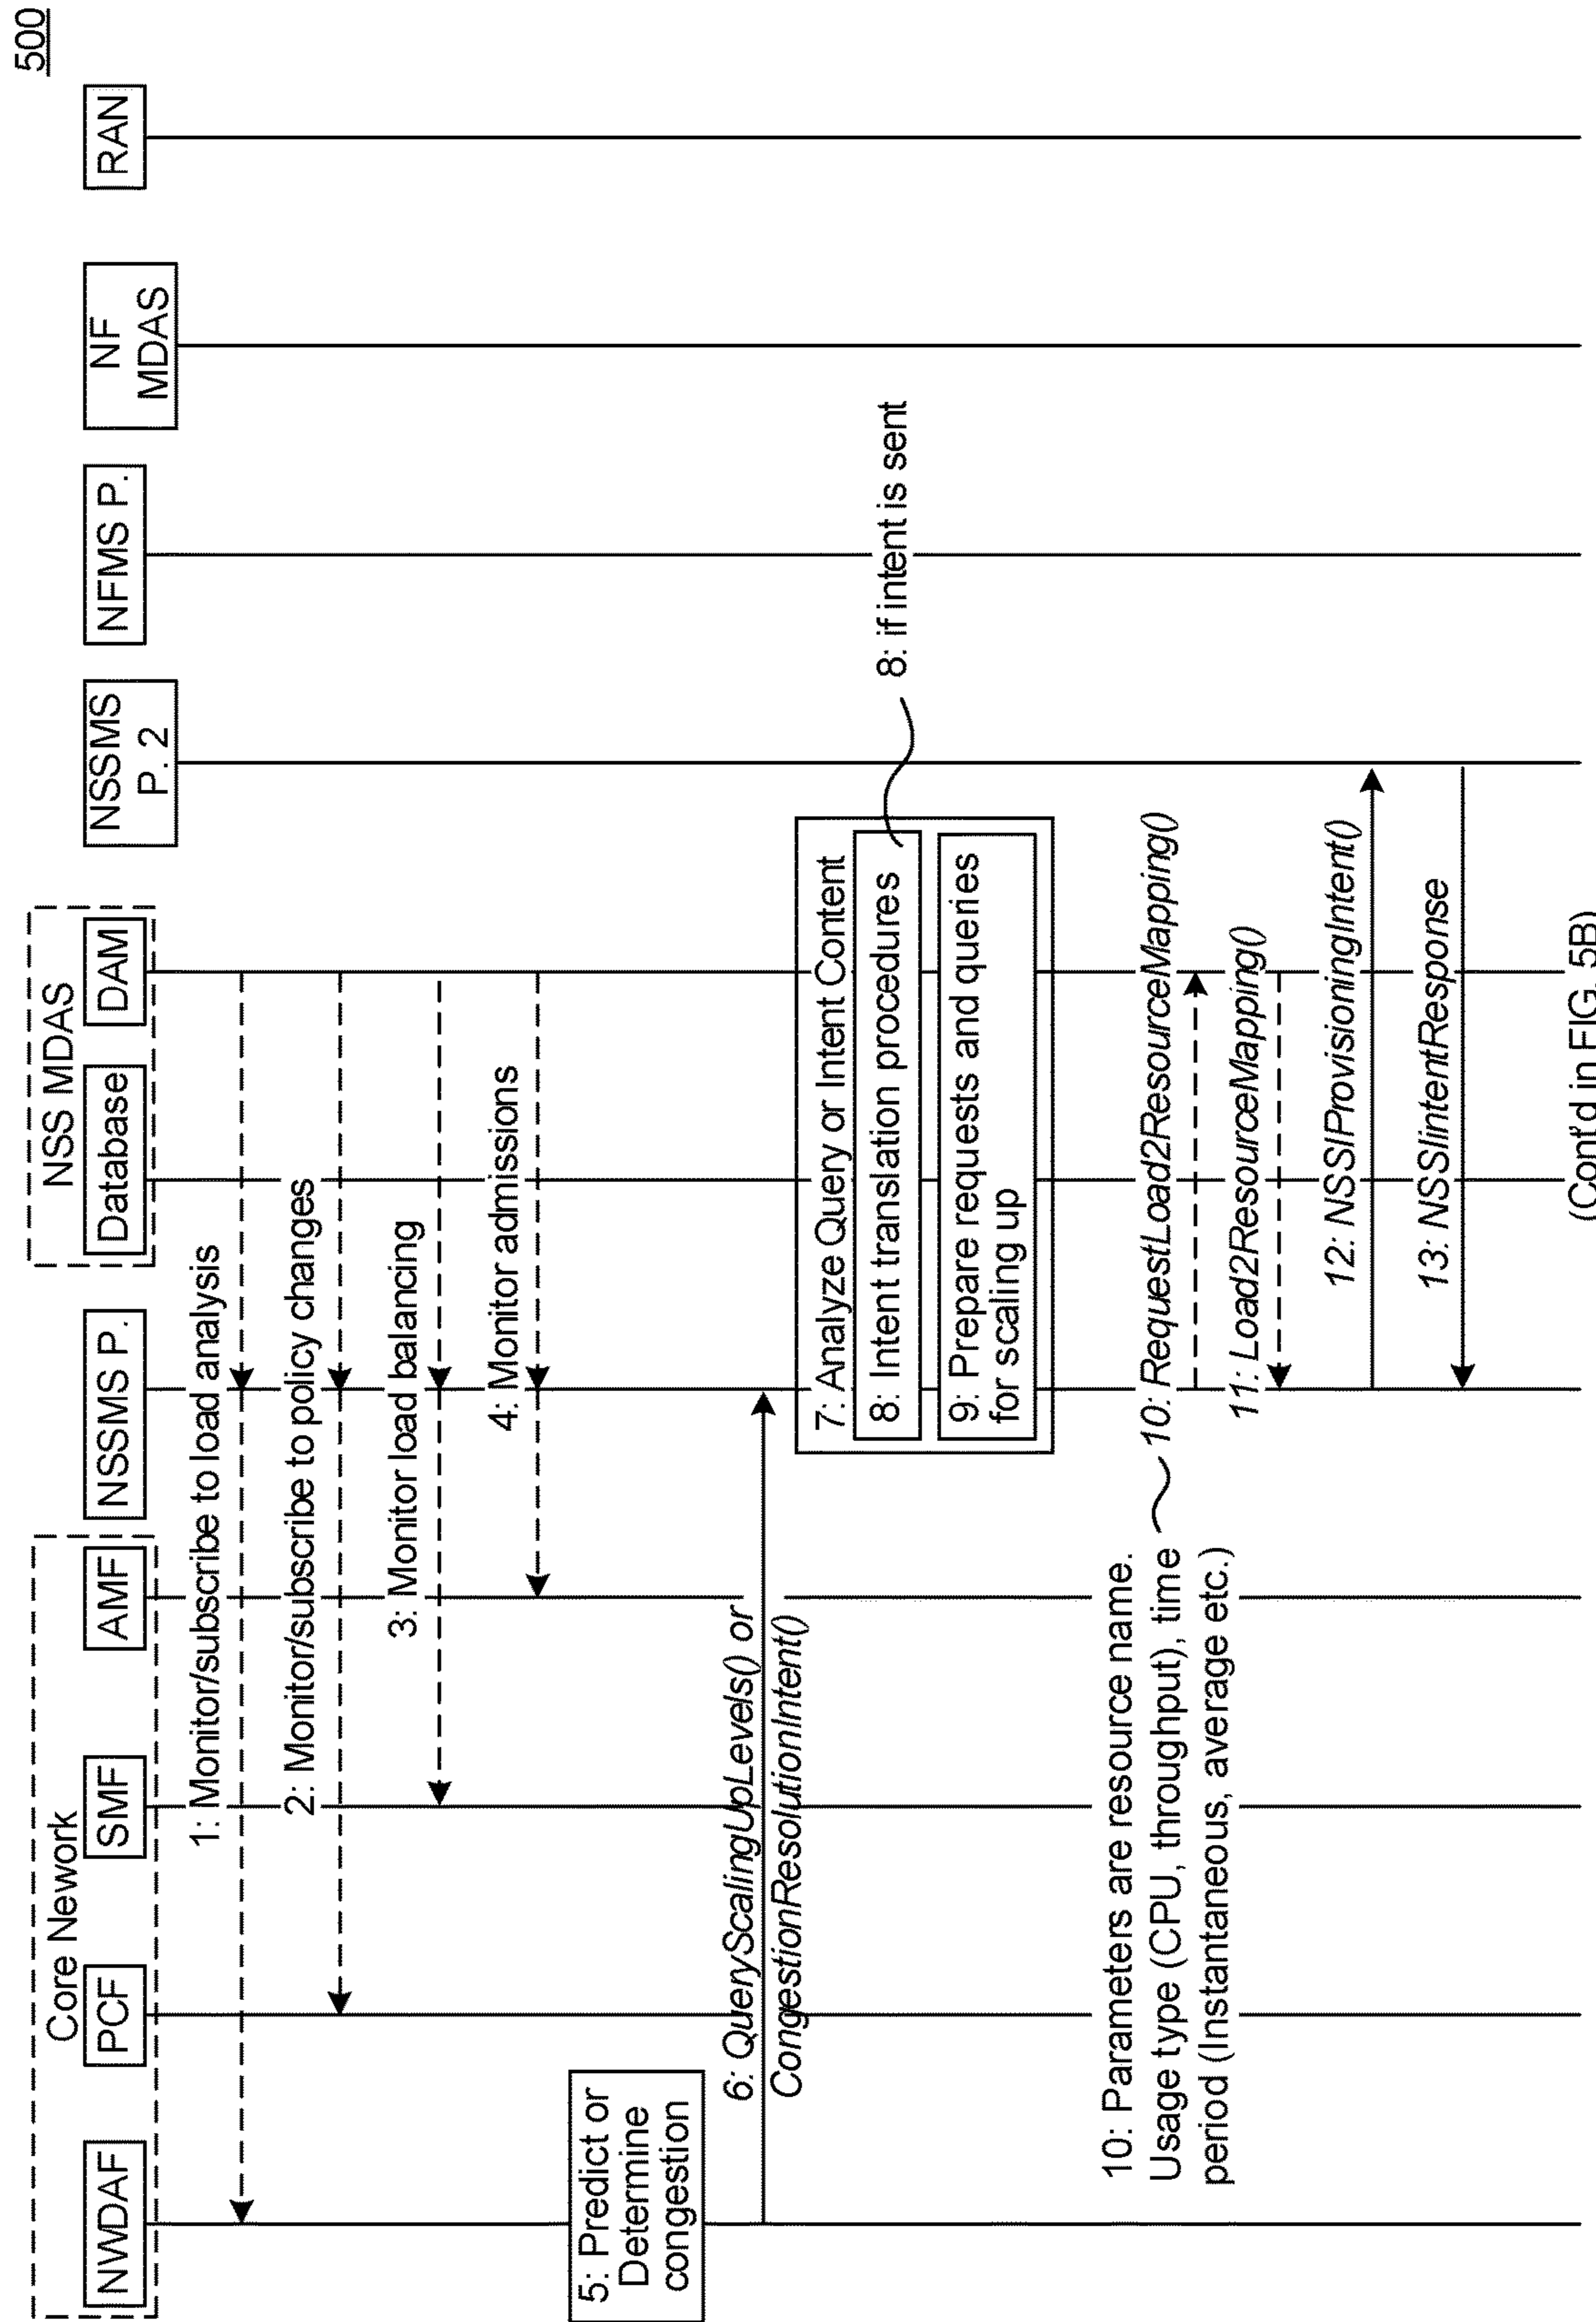 500
Core Nework
NSS MDAS
NWDAF
PCF
SMF
AMF
NSSMS P.
Database
DAM
NSSMS
P. 2
NFMS P.
NF
MDAS
RAN
1: Monitor/subscribe to load analysis
2: Monitor/subscribe to policy changes
3: Monitor load balancing
4: Monitor admissions
5: Predict or
Determine
congestion
6: QueryScalingUpLevels() or
CongestionResolutionIntent()
7: Analyze Query or Intent Content
8: Intent translation procedures
8: if intent is sent
9: Prepare requests and queries
for scaling up
10: Parameters are resource name.
Usage type (CPU, throughput), time
period (Instantaneous, average etc.)
10: RequestLoad2ResourceMapping()
11: Load2ResourceMapping()
12: NSSIProvisioningIntent()
13: NSSIintentResponse
(Cont'd in FIG. 5B)